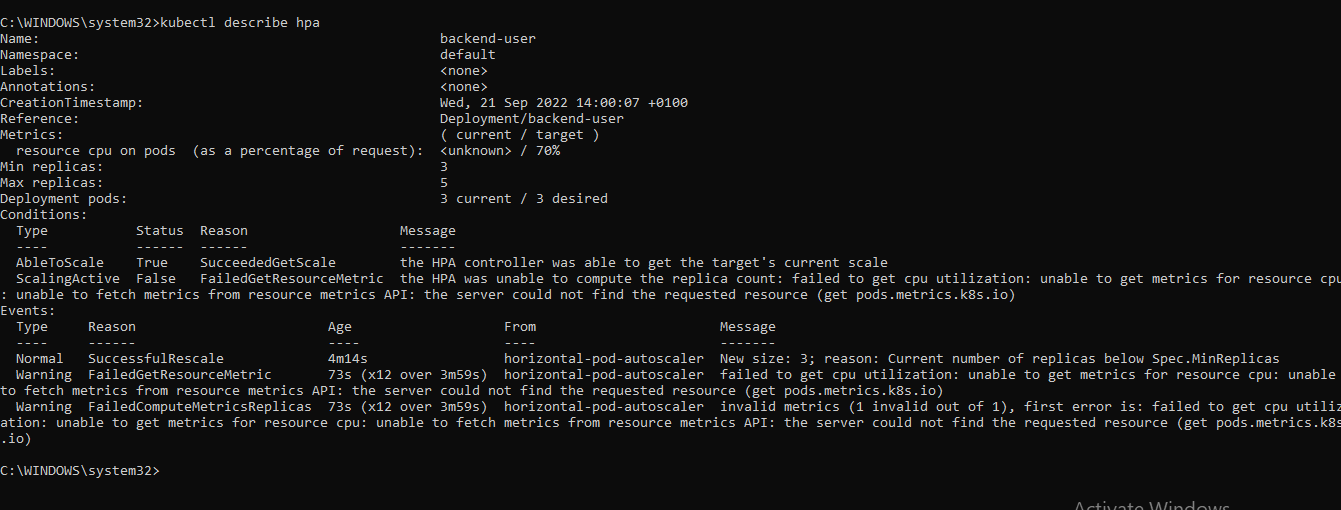 C:\WINDOWS\system32>kubectl describe hpa
Name:                                                  backend-user
Namespace:                                             default
Labels:                                                <none>
Annotations:                                           <none>
CreationTimestamp:                                     Wed, 21 Sep 2022 14:00:07 +0100
Reference:                                             Deployment/backend-user
Metrics:                                               ( current / target )
  resource cpu on pods  (as a percentage of request):  <unknown> / 70%
Min replicas:                                          3
Max replicas:                                          5
Deployment pods:                                       3 current / 3 desired
Conditions:
  Type           Status  Reason                   Message
  ----           ------  ------                   -------
  AbleToScale    True    SucceededGetScale        the HPA controller was able to get the target's current scale
  ScalingActive  False   FailedGetResourceMetric  the HPA was unable to compute the replica count: failed to get cpu utilization: unable to get metrics for resource cpu
: unable to fetch metrics from resource metrics API: the server could not find the requested resource (get pods.metrics.k8s.io)
Events:
  Type     Reason                        Age                   From                       Message
  ----     ------                        ----                  ----                       -------
  Normal   SuccessfulRescale             4m14s                 horizontal-pod-autoscaler  New size: 3; reason: Current number of replicas below Spec.MinReplicas
  Warning  FailedGetResourceMetric       73s (x12 over 3m59s)  horizontal-pod-autoscaler  failed to get cpu utilization: unable to get metrics for resource cpu: unable
to fetch metrics from resource metrics API: the server could not find the requested resource (get pods.metrics.k8s.io)
  Warning  FailedComputeMetricsReplicas  73s (x12 over 3m59s)  horizontal-pod-autoscaler  invalid metrics (1 invalid out of 1), first error is: failed to get cpu utiliz
ation: unable to get metrics for resource cpu: unable to fetch metrics from resource metrics API: the server could not find the requested resource (get pods.metrics.k8s
.io)
C:\WINDOWS\system32>
Activate Windows